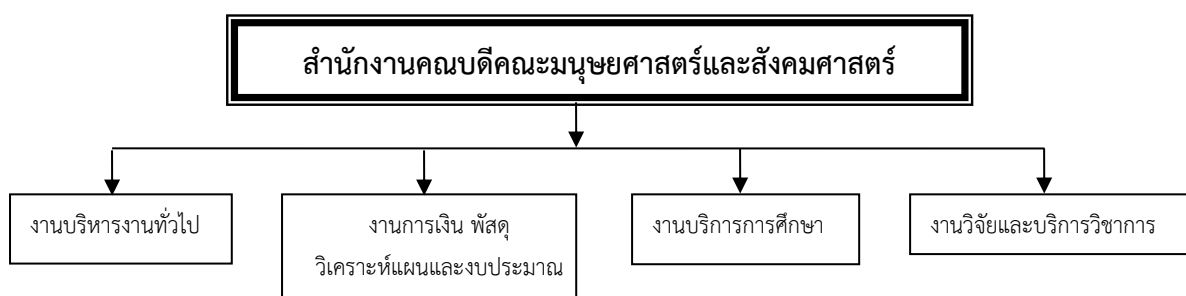 สำนักงานคณบดีคณะมนุษยศาสตร์และสังคมศาสตร์
งานบริหารงานทั่วไป
งานการเงิน พัสดุ
วิเคราะห์แผนและงบประมาณ
งานบริการการศึกษา
งานวิจัยและบริการวิชาการ